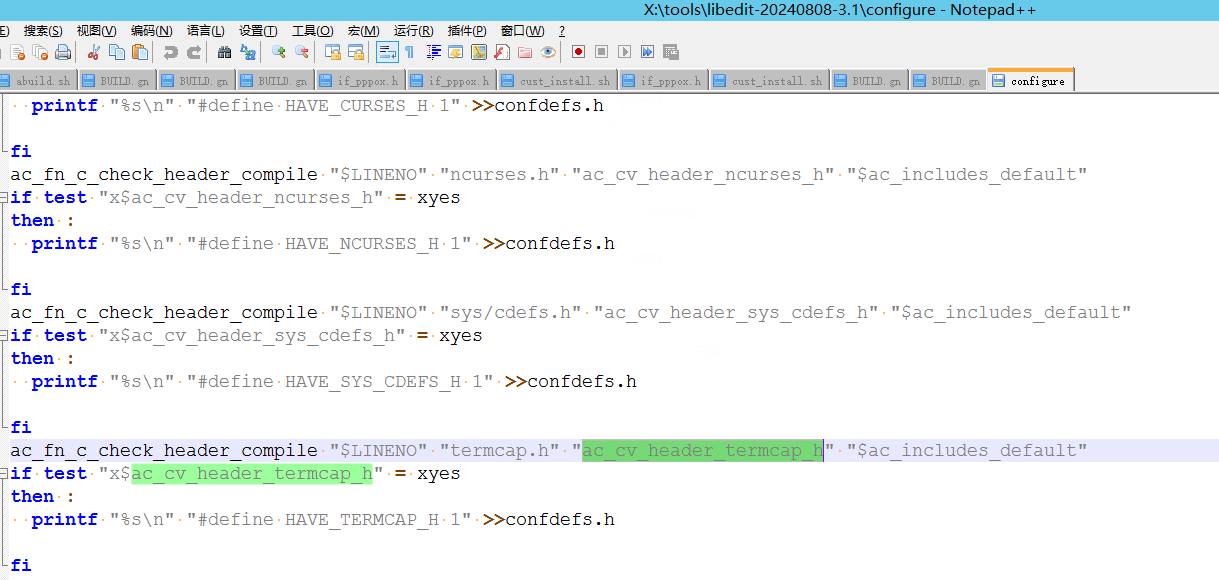 X:\tools\libedit-20240808-3.1\configure - Notepad++
E) 搜索(S) 视图(V) 编码(N) 语言(L) 设置(T) 工具(O) 宏(M) 运行(R) 插件(P) 窗口(W) ?
abuild.sh BUILD.gn BUILD.gn BUILD.gn if_pppox.h if_pppox.h cust_install.sh if_pppox.h cust_install.sh BUILD.gn BUILD.gn configure
printf "%s\n" "#define HAVE_CURSES_H 1" >>confdefs.h
fi
ac_fn_c_check_header_compile "$LINENO" "ncurses.h" "ac_cv_header_ncurses_h" "$ac_includes_default"
if test "x$ac_cv_header_ncurses_h" = xyes
then :
printf "%s\n" "#define HAVE_NCURSES_H 1" >>confdefs.h
fi
ac_fn_c_check_header_compile "$LINENO" "sys/cdefs.h" "ac_cv_header_sys_cdefs_h" "$ac_includes_default"
if test "x$ac_cv_header_sys_cdefs_h" = xyes
then :
printf "%s\n" "#define HAVE_SYS_CDEFS_H 1" >>confdefs.h
fi
ac_fn_c_check_header_compile "$LINENO" "termcap.h" "ac_cv_header_termcap_h" "$ac_includes_default"
if test "x$ac_cv_header_termcap_h" = xyes
then :
printf "%s\n" "#define HAVE_TERMCAP_H 1" >>confdefs.h
fi